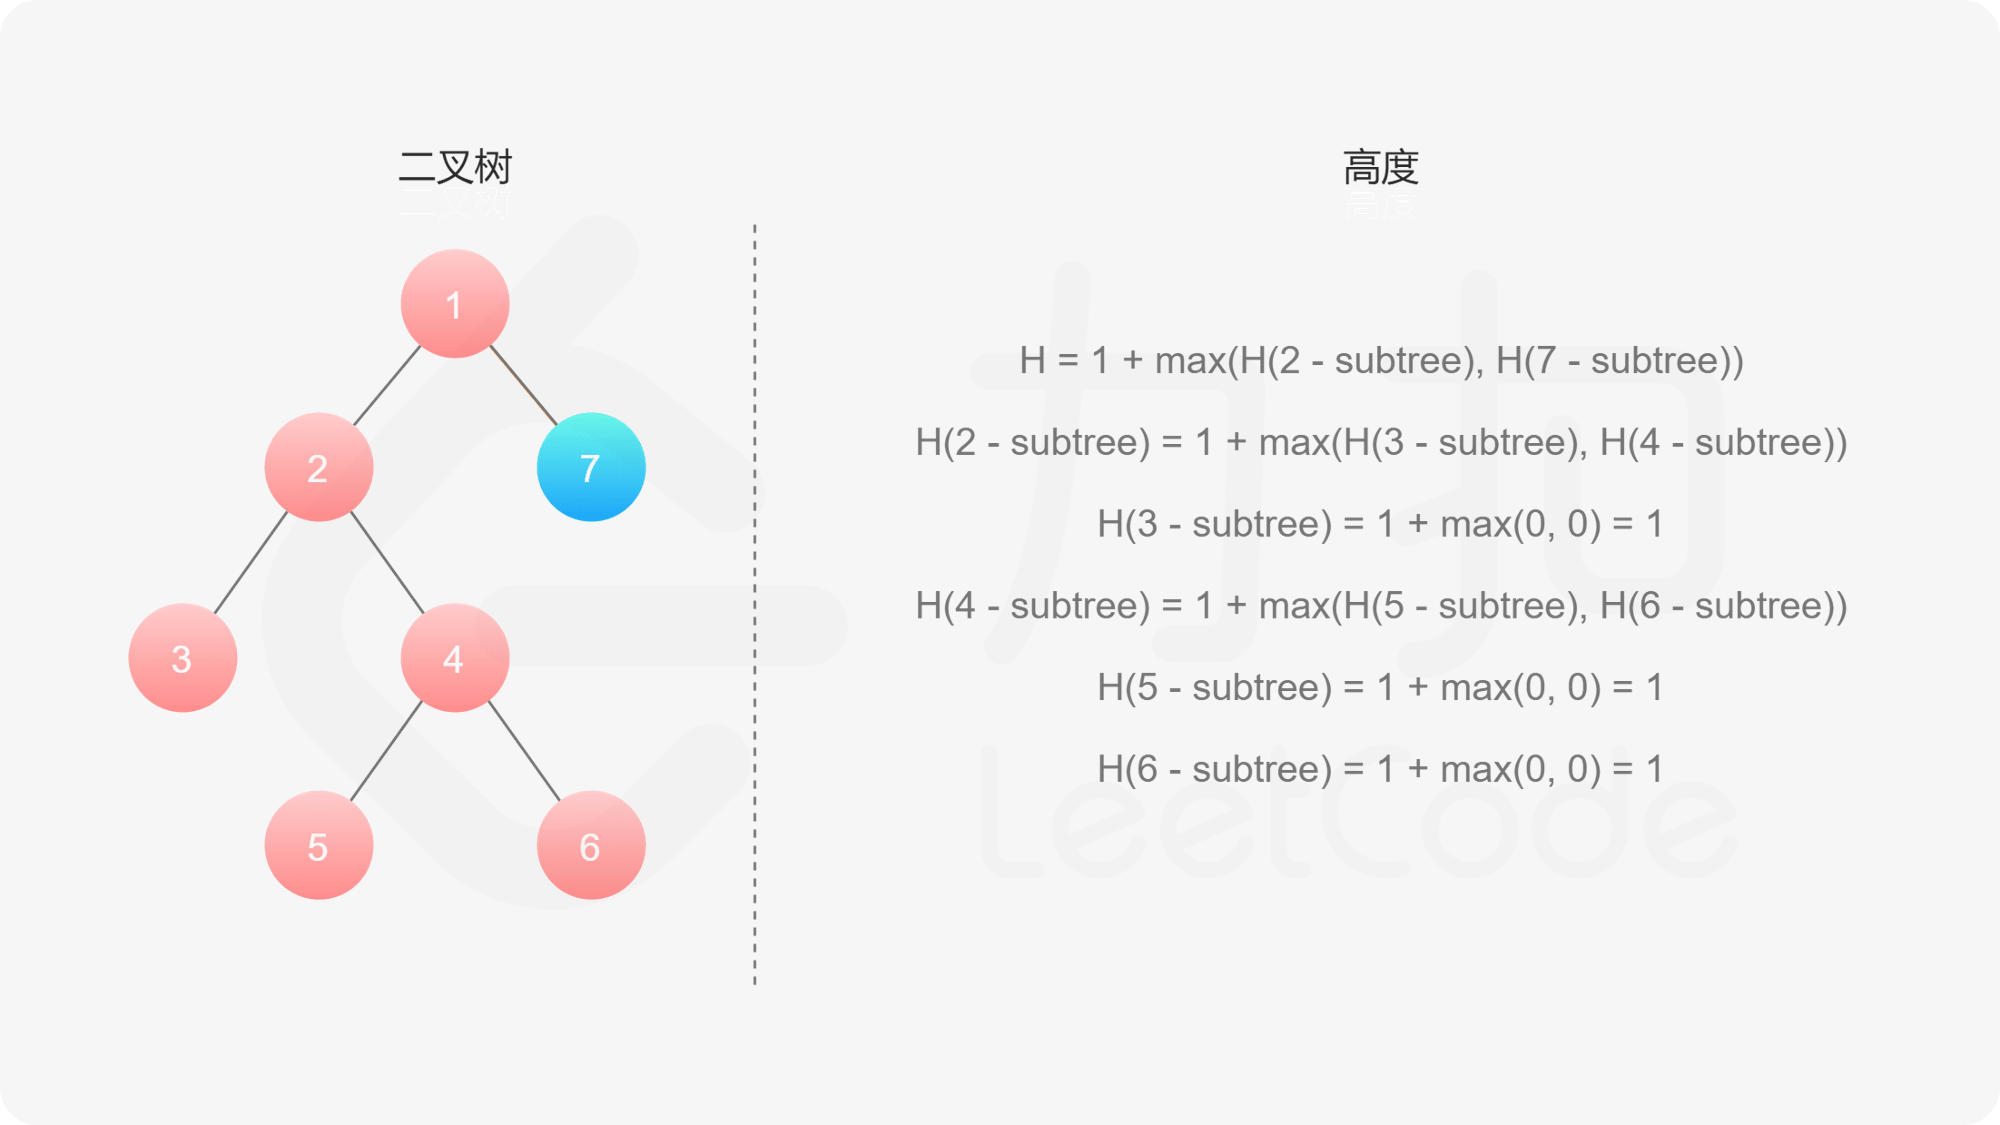 二叉树
高度
1
2
7
3
4
5
6
H = 1 + max(H(2 - subtree), H(7 - subtree))
H(2 - subtree) = 1 + max(H(3 - subtree), H(4 - subtree))
H(3 - subtree) = 1 + max(0, 0) = 1
H(4 - subtree) = 1 + max(H(5 - subtree), H(6 - subtree))
H(5 - subtree) = 1 + max(0, 0) = 1
H(6 - subtree) = 1 + max(0, 0) = 1
力扣
LeetCode